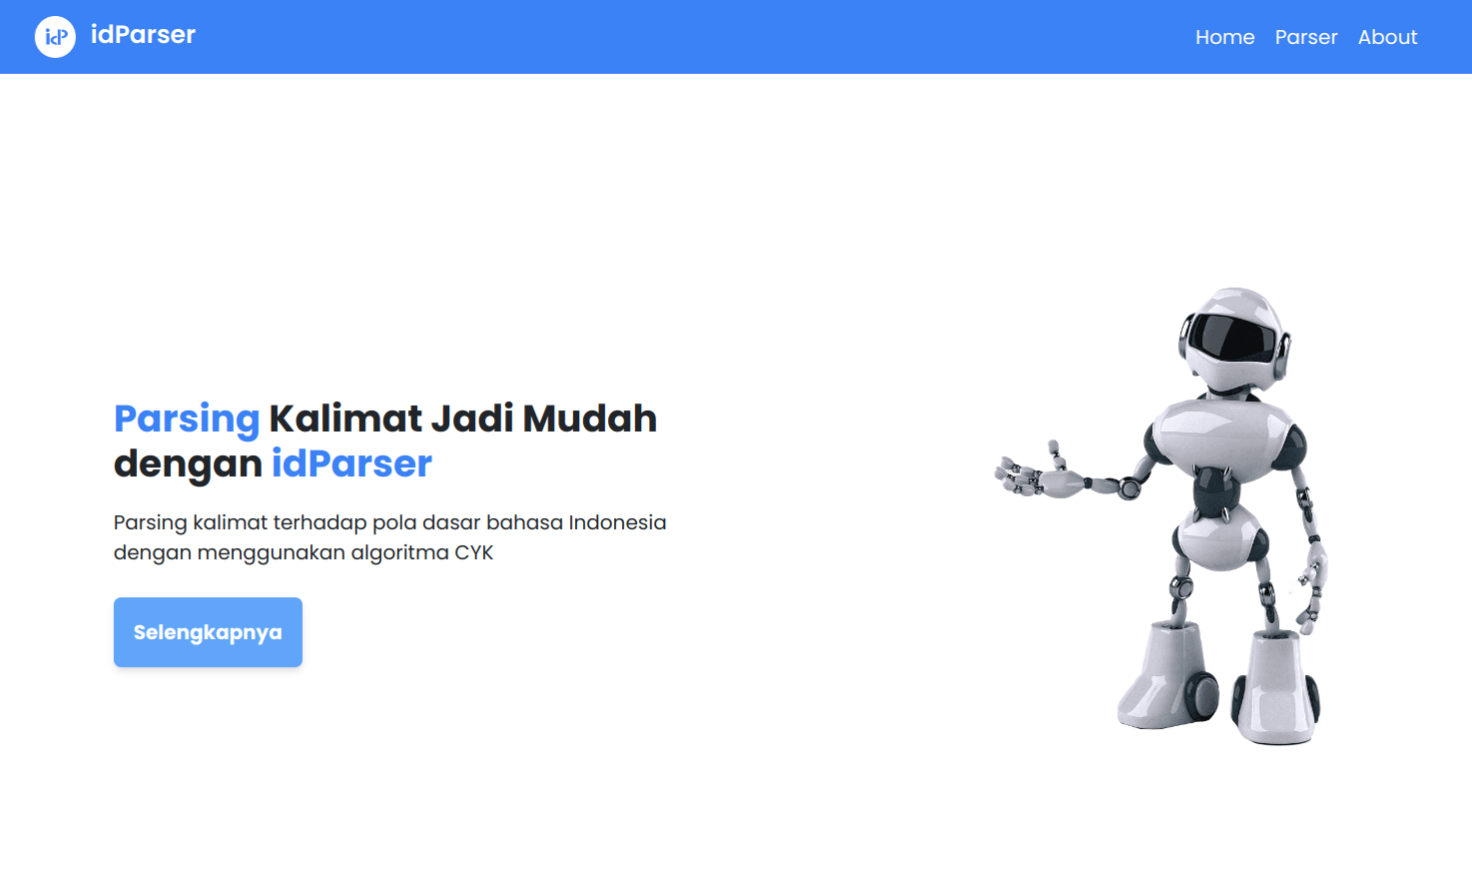 idP idParser
Home Parser About
Parsing Kalimat Jadi Mudah
dengan idParser
Parsing kalimat terhadap pola dasar bahasa Indonesia
dengan menggunakan algoritma CYK
Selengkapnya